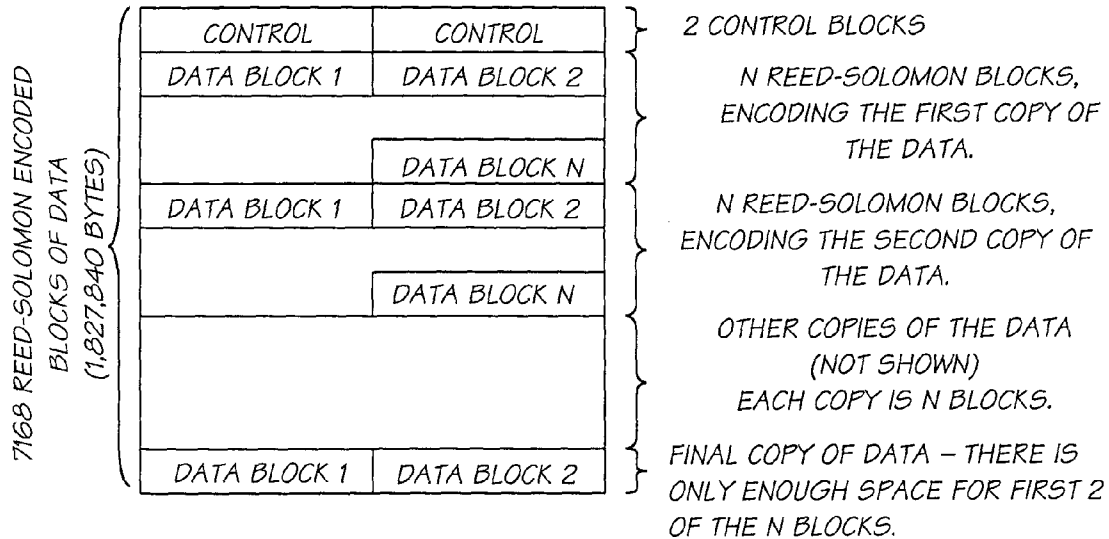 7168 REED-SOLOMON ENCODED
BLOCKS OF DATA
(1,827,840 BYTES)
CONTROL CONTROL
2 CONTROL BLOCKS
DATA BLOCK 1 DATA BLOCK 2
DATA BLOCK N
N REED-SOLOMON BLOCKS,
ENCODING THE FIRST COPY OF
THE DATA.
DATA BLOCK 1 DATA BLOCK 2
DATA BLOCK N
N REED-SOLOMON BLOCKS,
ENCODING THE SECOND COPY OF
THE DATA.
OTHER COPIES OF THE DATA
(NOT SHOWN)
EACH COPY IS N BLOCKS.
DATA BLOCK 1 DATA BLOCK 2
FINAL COPY OF DATA – THERE IS
ONLY ENOUGH SPACE FOR FIRST 2
OF THE N BLOCKS.